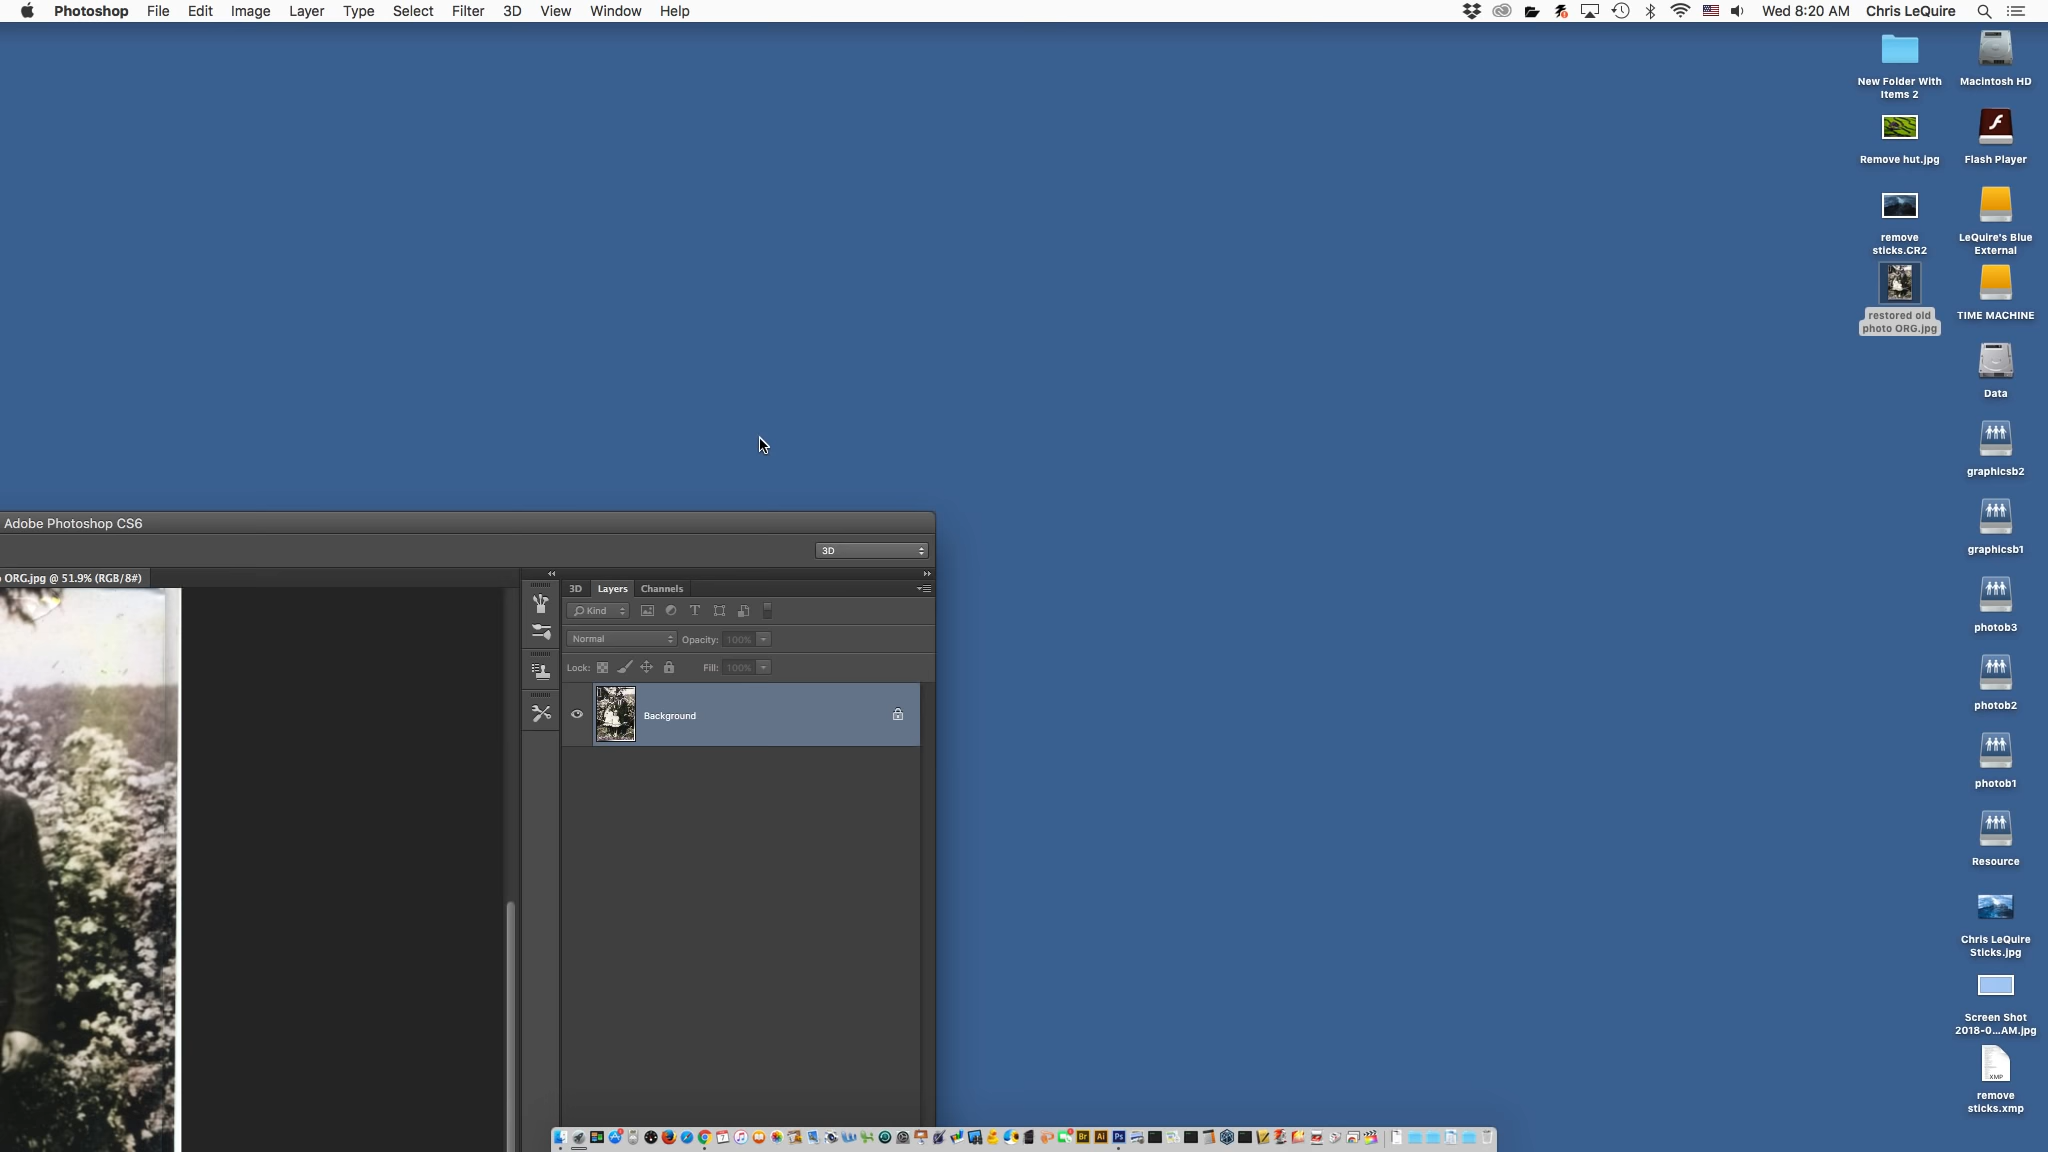 Photoshop File Edit Image Layer Type Select Filter 3D View Window Help Wed 8:20 AM Chris LeQuire
New Folder With
Items 2
Macintosh HD
Remove hut.jpg
Flash Player
remove
sticks.CR2
LeQuire's Blue
External
restored old
photo ORG.jpg
TIME MACHINE
Data
graphicsb2
graphicsb1
photob3
photob2
photob1
Resource
Chris LeQuire
Sticks.jpg
Screen Shot
2018-0...AM.jpg
XMP
remove
sticks.xmp
Adobe Photoshop CS6
3D
ORG.jpg @ 51.9% (RGB/8#)
3D Layers Channels
Kind
Normal Opacity: 100%
Lock: Fill: 100%
Background
Br Ai Ps